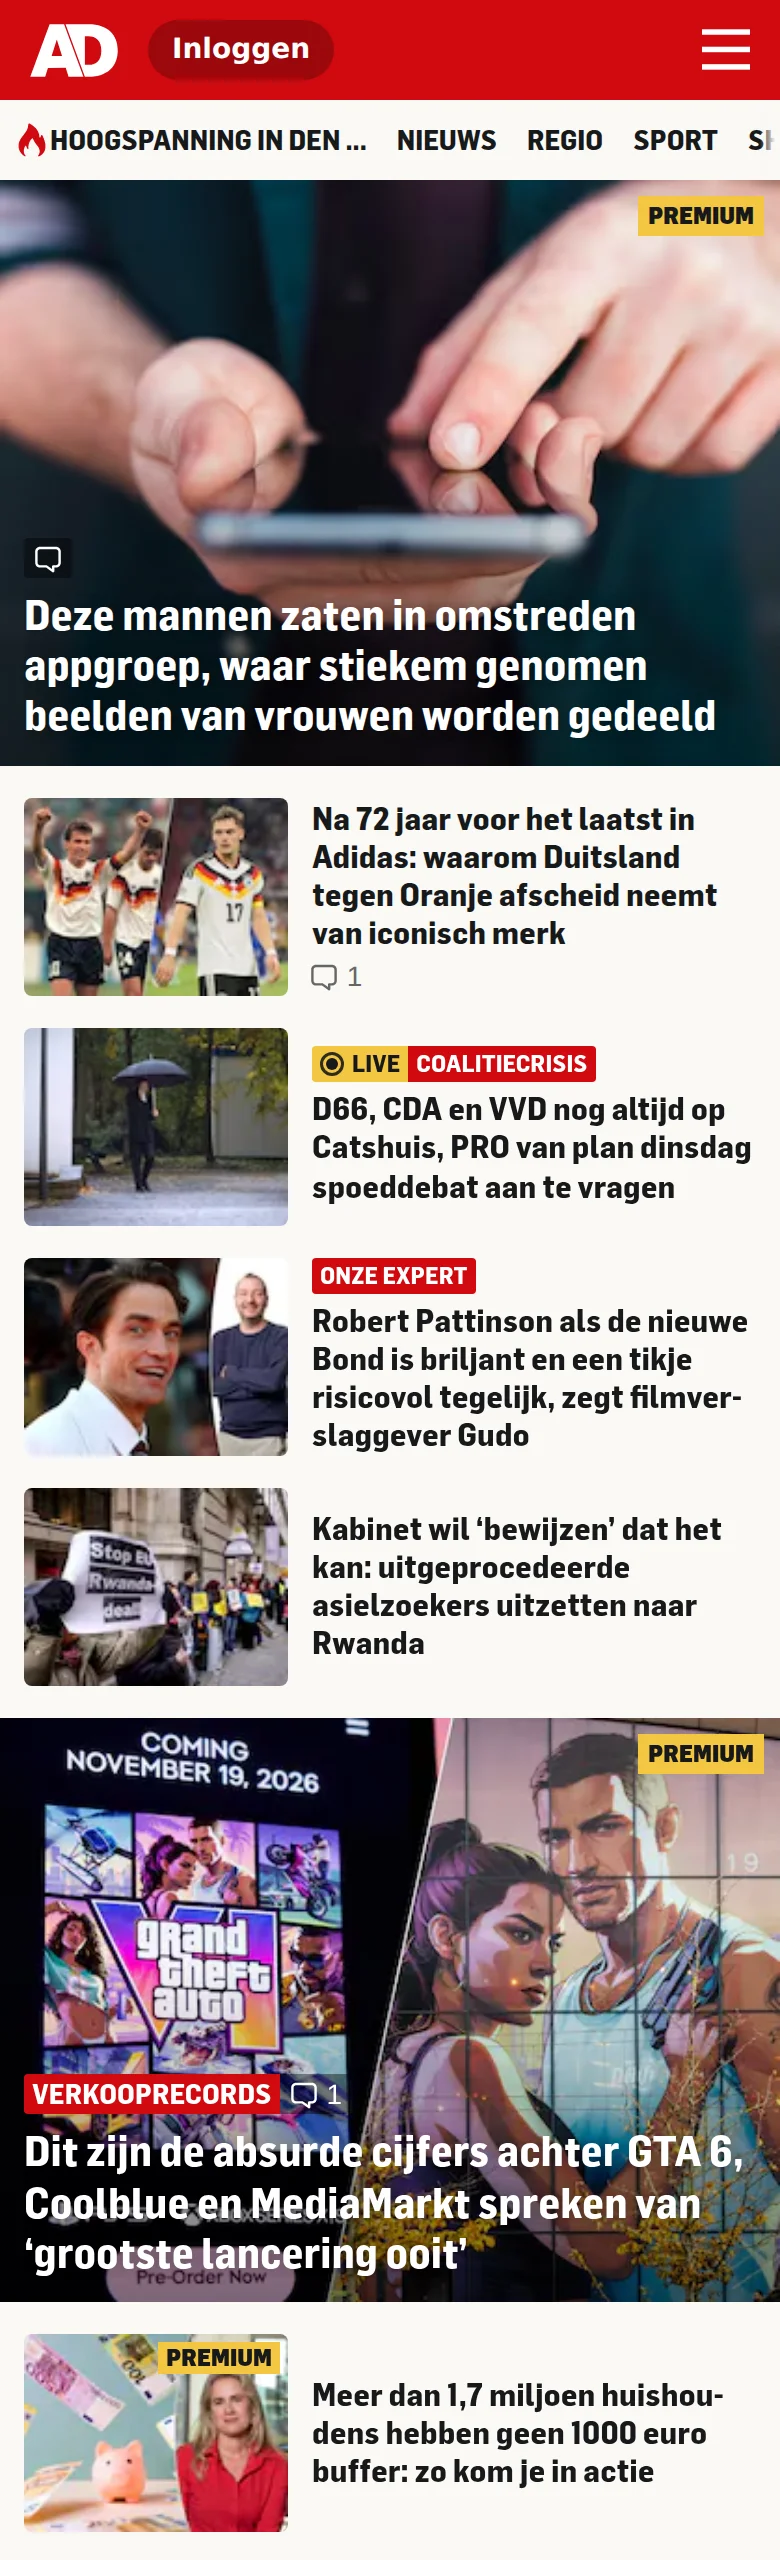 AD
Inloggen
HOOGSPANNING IN DEN ...
NIEUWS
REGIO
SPORT
PREMIUM
Deze mannen zaten in omstreden
appgroep, waar stiekem genomen
beelden van vrouwen worden gedeeld
Na 72 jaar voor het laatst in
Adidas: waarom Duitsland
tegen Oranje afscheid neemt
van iconisch merk
1
17
LIVE COALITIECRISIS
D66, CDA en VVD nog altijd op
Catshuis, PRO van plan dinsdag
spoeddebat aan te vragen
ONZE EXPERT
Robert Pattinson als de nieuwe
Bond is briljant en een tikje
risicovol tegelijk, zegt filmver-
slaggever Gudo
Stop EU
Rwanda
deal
Kabinet wil ‘bewijzen’ dat het
kan: uitgeprocedeerde
asielzoekers uitzetten naar
Rwanda
COMING
NOVEMBER 19, 2026
PREMIUM
19
grand
theft
auto
VI
VERKOOPRECORDS 1
Dit zijn de absurde cijfers achter GTA 6,
Coolblue en MediaMarkt spreken van
‘grootste lancering ooit’
Pre-Order Now
PREMIUM
Meer dan 1,7 miljoen huishou-
dens hebben geen 1000 euro
buffer: zo kom je in actie